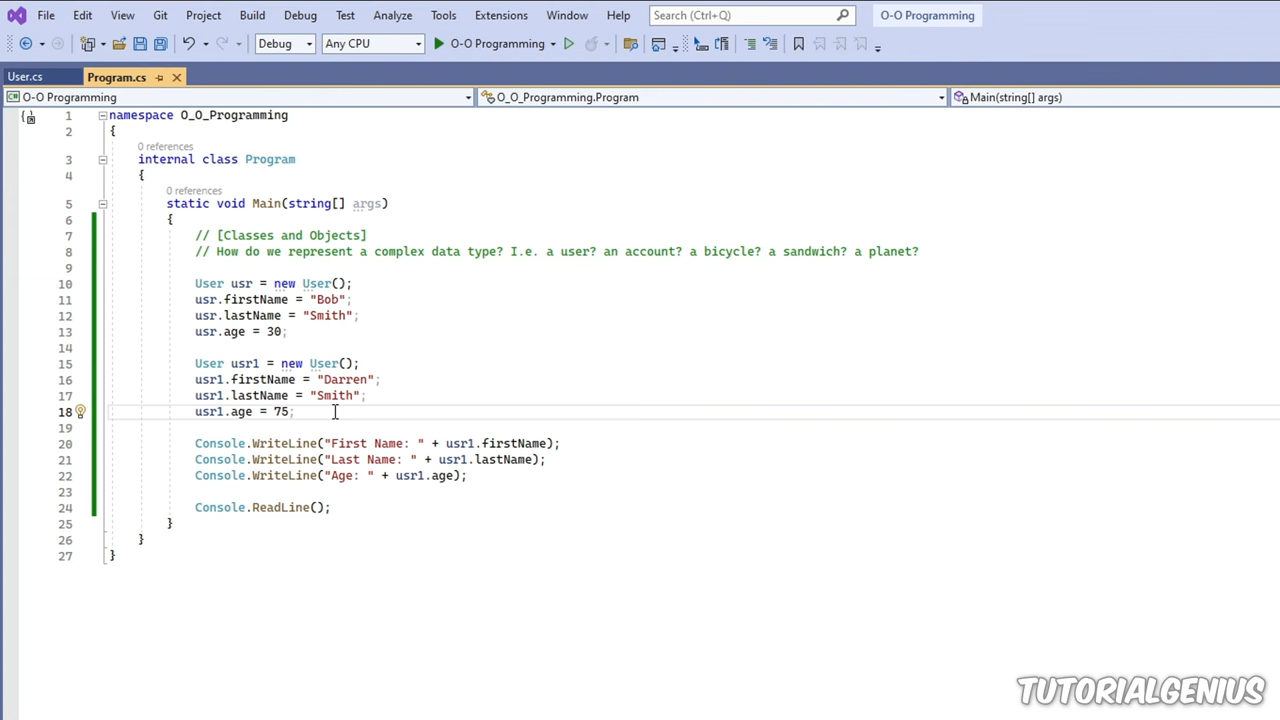 File Edit View Git Project Build Debug Test Analyze Tools Extensions Window Help Search (Ctrl+Q) O-O Programming
Debug Any CPU O-O Programming
User.cs Program.cs
O-O Programming O_O_Programming.Program Main(string[] args)
1 namespace O_O_Programming
2 {
0 references
3 internal class Program
4 {
0 references
5 static void Main(string[] args)
6 {
7 // [Classes and Objects]
8 // How do we represent a complex data type? I.e. a user? an account? a bicycle? a sandwich? a planet?
9
10 User usr = new User();
11 usr.firstName = "Bob";
12 usr.lastName = "Smith";
13 usr.age = 30;
14
15 User usr1 = new User();
16 usr1.firstName = "Darren";
17 usr1.lastName = "Smith";
18 usr1.age = 75;
19
20 Console.WriteLine("First Name: " + usr1.firstName);
21 Console.WriteLine("Last Name: " + usr1.lastName);
22 Console.WriteLine("Age: " + usr1.age);
23
24 Console.ReadLine();
25 }
26 }
27 }
TUTORIALGENIUS